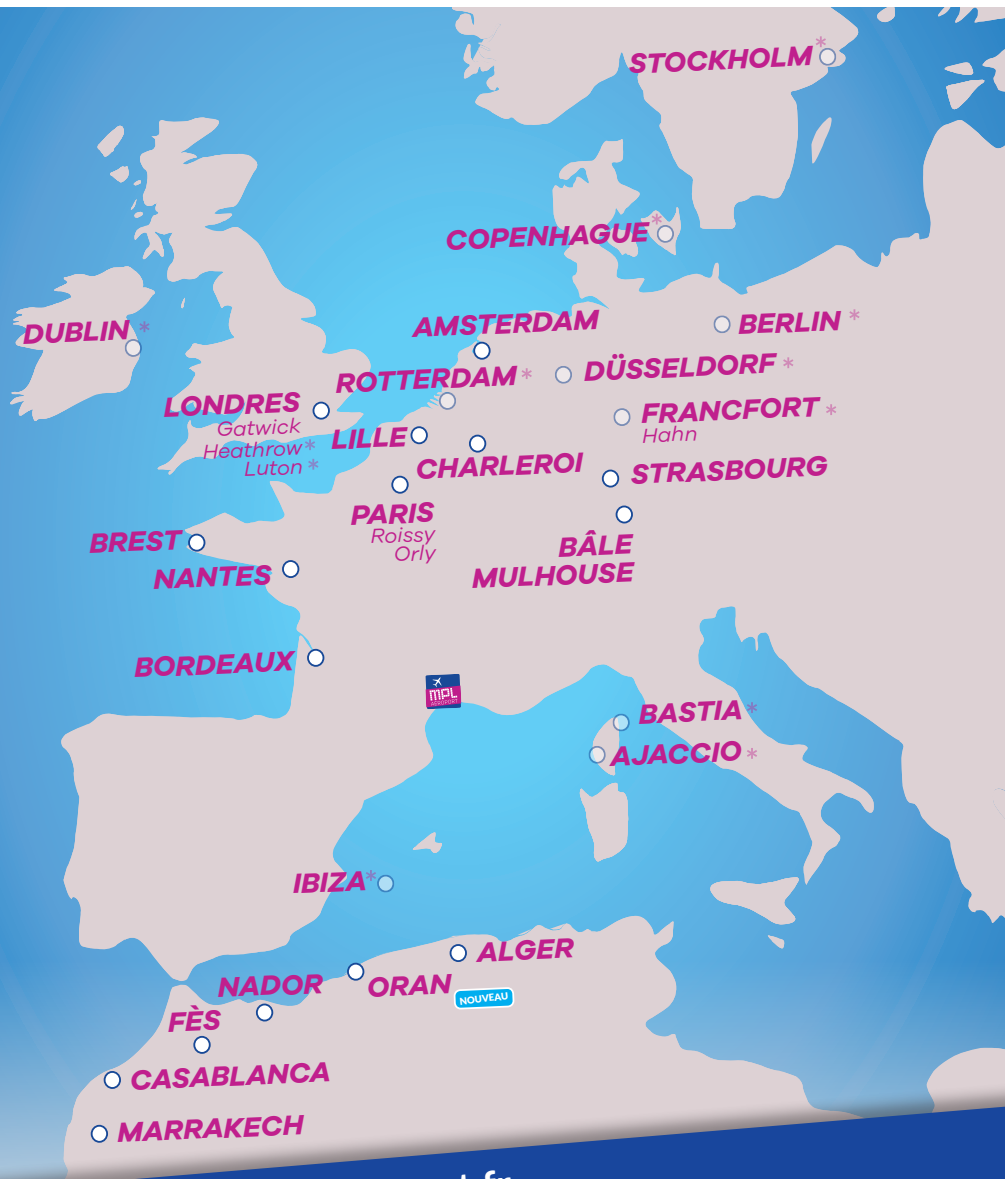 STOCKHOLM*
COPENHAGUE*
DUBLIN*
AMSTERDAM
BERLIN*
ROTTERDAM*
DÜSSELDORF*
LONDRES
Gatwick
Heathrow*
Luton*
FRANCFORT*
Hahn
LILLE
CHARLEROI
STRASBOURG
PARIS
Roissy
Orly
BREST
NANTES
BÂLE
MULHOUSE
BORDEAUX
MPL
AÉROPORT
BASTIA*
AJACCIO*
IBIZA*
ALGER
NADOR
ORAN
NOUVEAU
FÈS
CASABLANCA
MARRAKECH